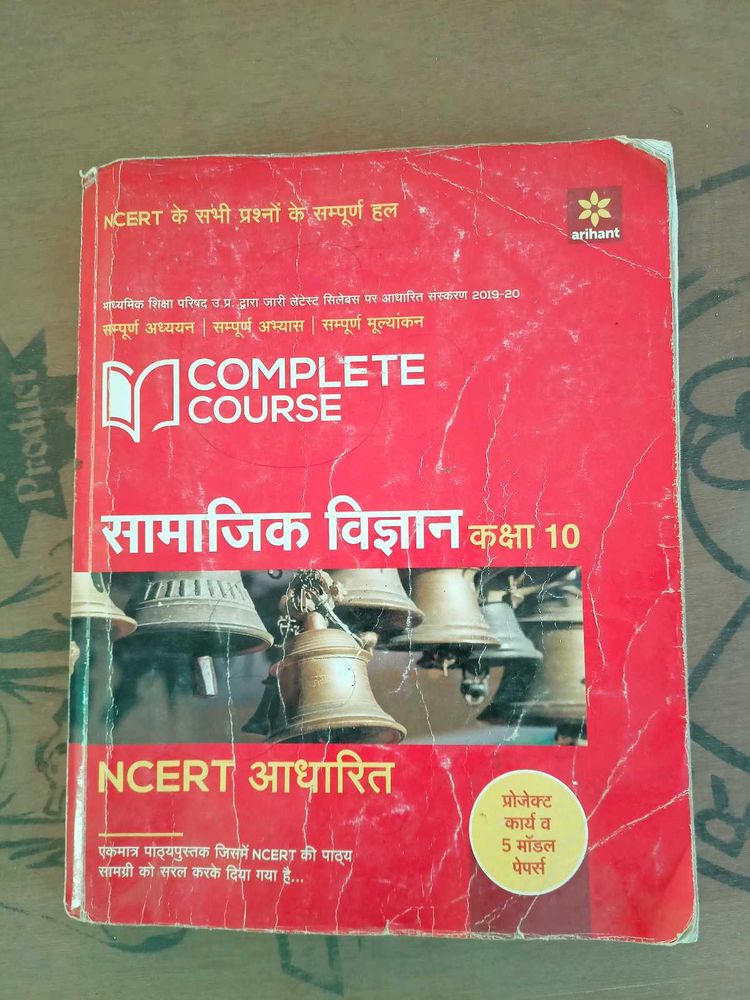 NCERT के सभी प्रश्नों के सम्पूर्ण हल
arihant
माध्यमिक शिक्षा परिषद उ.प्र. द्वारा जारी लेटेस्ट सिलेबस पर आधारित संस्करण 2019-20
सम्पूर्ण अध्ययन | सम्पूर्ण अभ्यास | सम्पूर्ण मूल्यांकन
COMPLETE
COURSE
सामाजिक विज्ञान कक्षा 10
NCERT आधारित
एकमात्र पाठ्यपुस्तक जिसमें NCERT की पाठ्य
सामग्री को सरल करके दिया गया है...
प्रोजेक्ट
कार्य व
5 मॉडल
पेपर्स
Product